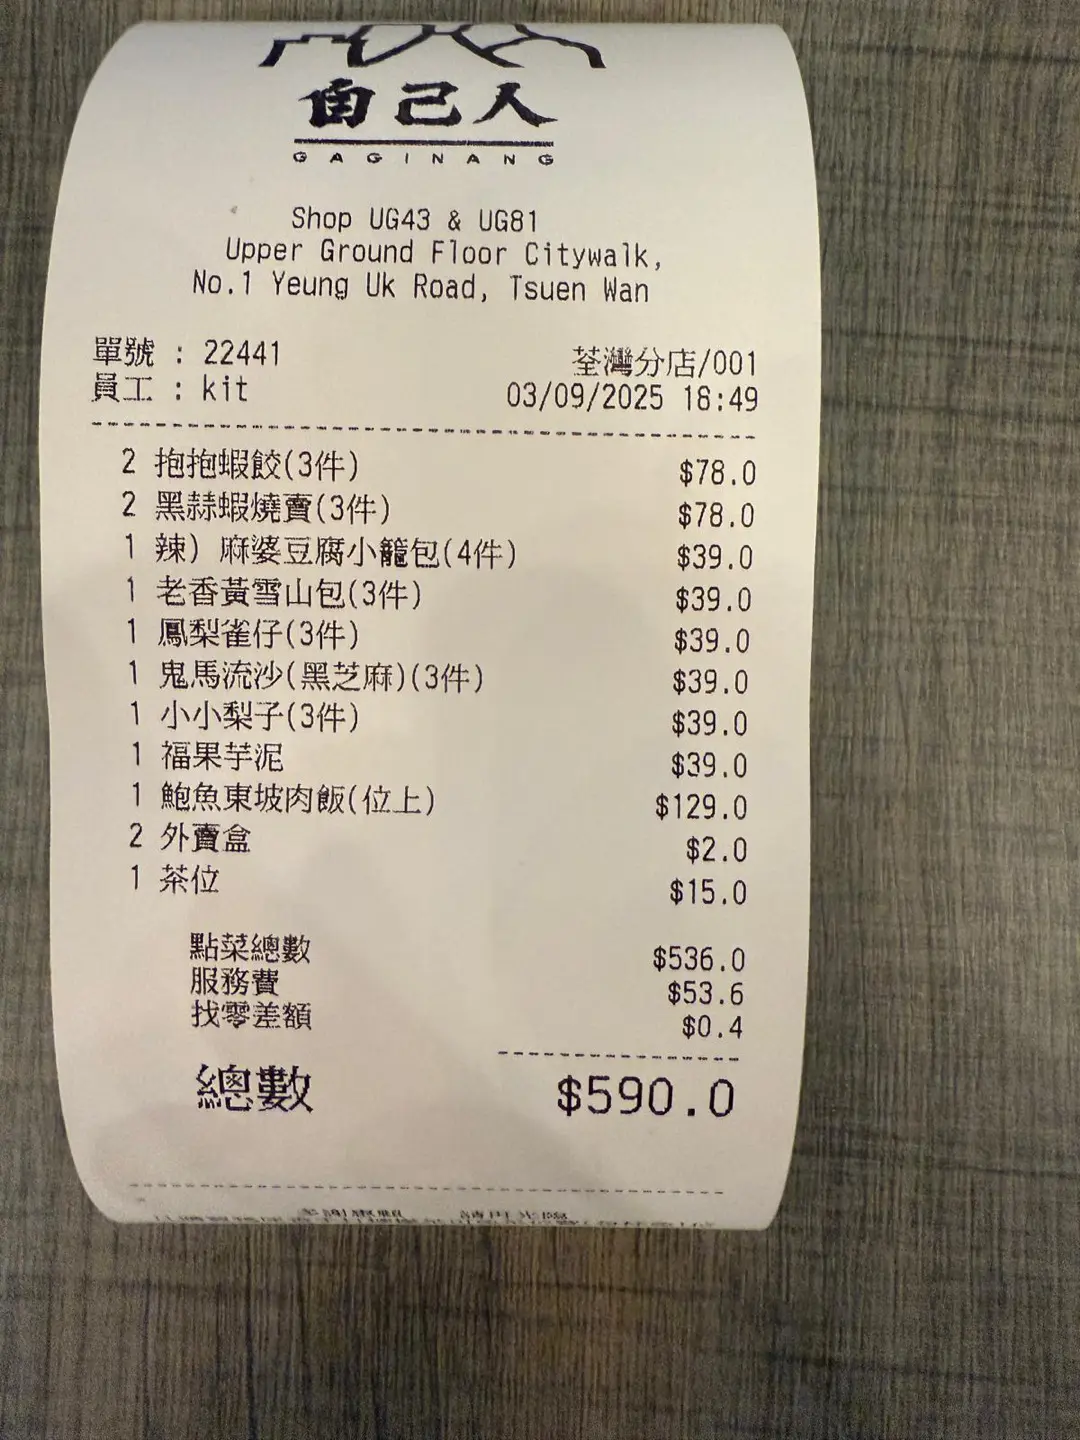 自己人
GAGINANG
Shop UG43 & UG81
Upper Ground Floor Citywalk,
No.1 Yeung Uk Road, Tsuen Wan
單號 : 22441 荃灣分店/001
員工 : kit 03/09/2025 18:49
2 抱抱蝦餃(3件) $78.0
2 黑蒜蝦燒賣(3件) $78.0
1 辣) 麻婆豆腐小籠包(4件) $39.0
1 老香黃雪山包(3件) $39.0
1 鳳梨雀仔(3件) $39.0
1 鬼馬流沙(黑芝麻)(3件) $39.0
1 小小梨子(3件) $39.0
1 福果芋泥 $39.0
1 鮑魚東坡肉飯(位上) $129.0
2 外賣盒 $2.0
1 茶位 $15.0
點菜總數 $536.0
服務費 $53.6
找零差額 $0.4
總數 $590.0